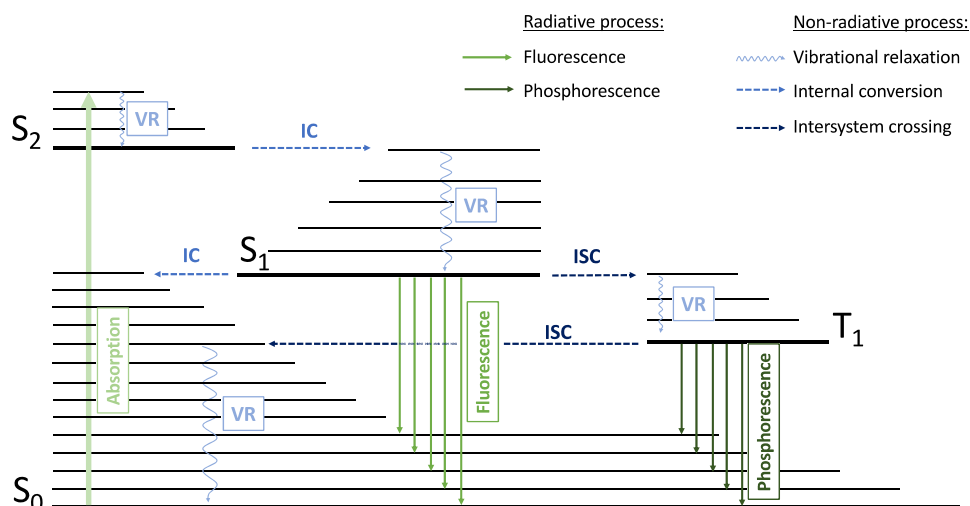 Radiative process:
Non-radiative process:
Fluorescence
Vibrational relaxation
Phosphorescence
Internal conversion
Intersystem crossing
S2
VR
IC
VR
S1
IC
ISC
VR
T1
ISC
Absorption
Fluorescence
Phosphorescence
VR
S0